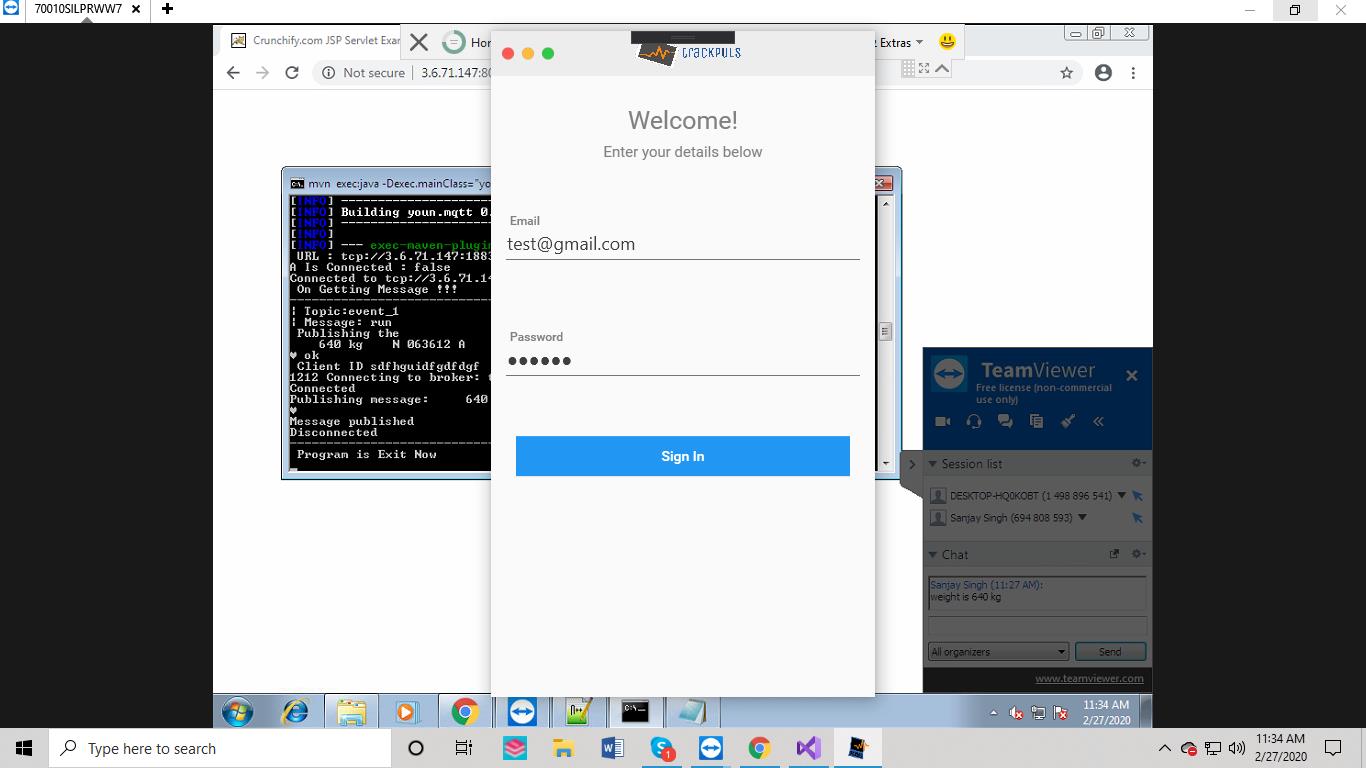 70010SILPRWW7
Crunchify.com JSP Servlet Exa
Extras
Not secure
3.6.71.147:80
crackpuls
Welcome!
Enter your details below
Email
test@gmail.com
Password
Sign In
mvn exec:java -Dexec.mainClass="yo
[INFO] ----------------
[INFO] Building youn.mqtt 0.
[INFO] ----------------
[INFO]
[INFO] --- exec-maven-plugin
URL : tcp://3.6.71.147:1883
A Is Connected : false
Connected to tcp://3.6.71.14
On Getting Message !!!
| Topic:event_1
| Message: run
Publishing the
640 kg N 063612 A
♥ ok
Client ID sdfhguidfgdfdgf
1212 Connecting to broker: t
Connected
Publishing message: 640
♥
Message published
Disconnected
Program is Exit Now
TeamViewer
Free license (non-commercial
use only)
Session list
DESKTOP-HQ0KOBT (1 498 896 541)
Sanjay Singh (694 808 593)
Chat
Sanjay Singh (11:27 AM):
weight is 640 kg
All organizers
Send
www.teamviewer.com
11:34 AM
2/27/2020
Type here to search
1
11:34 AM
2/27/2020